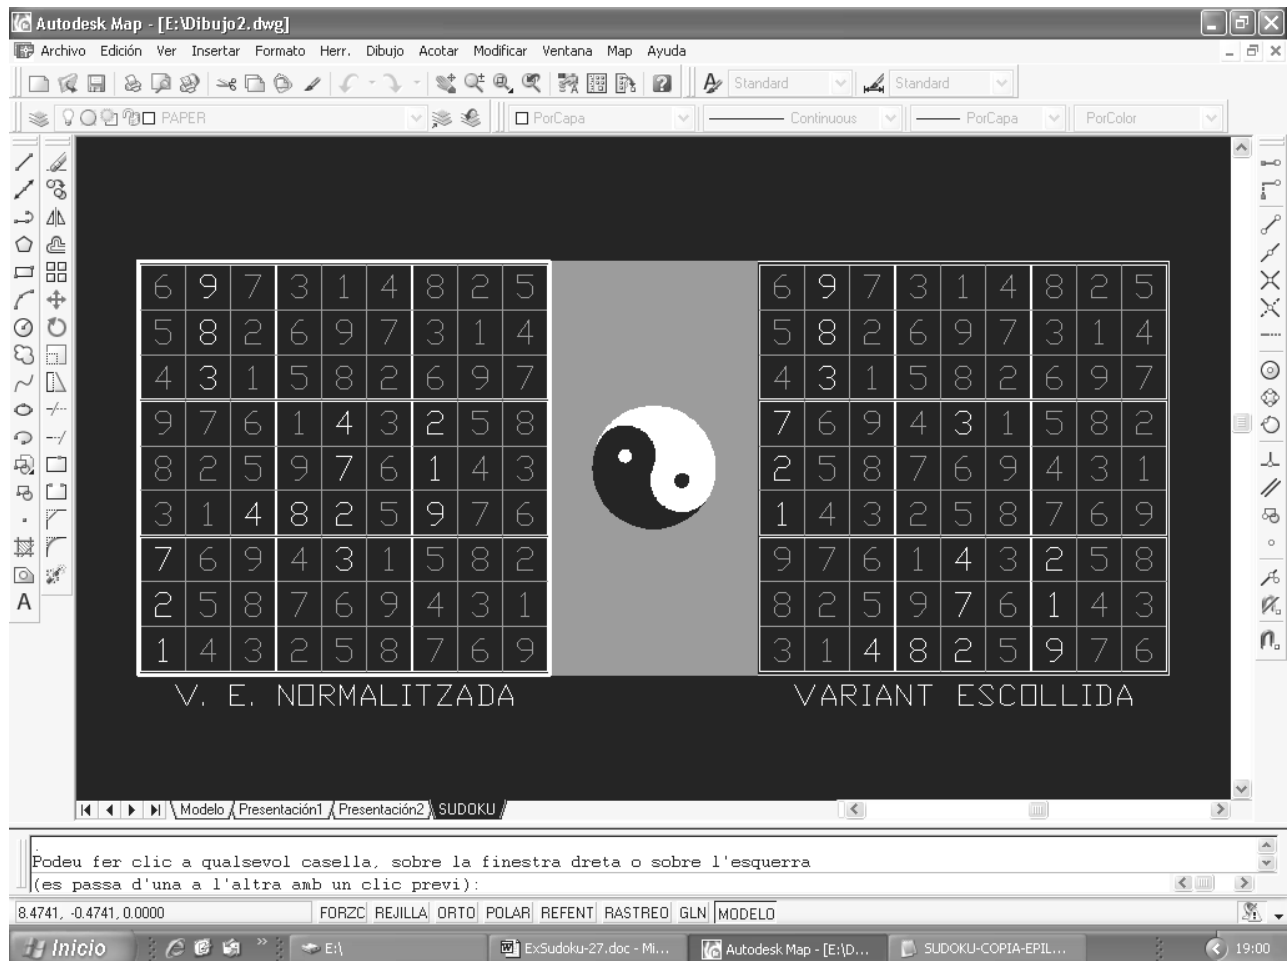 Autodesk Map - [E:\Dibujo2.dwg]
Archivo Edición Ver Insertar Formato Herr. Dibujo Acotar Modificar Ventana Map Ayuda
Standard Standard
PAPER PorCapa Continuous PorCapa PorColor
6 9 7 3 1 4 8 2 5 6 9 7 3 1 4 8 2 5
5 8 2 6 9 7 3 1 4 5 8 2 6 9 7 3 1 4
4 3 1 5 8 2 6 9 7 4 3 1 5 8 2 6 9 7
9 7 6 1 4 3 2 5 8 7 6 9 4 3 1 5 8 2
8 2 5 9 7 6 1 4 3 2 5 8 7 6 9 4 3 1
3 1 4 8 2 5 9 7 6 1 4 3 2 5 8 7 6 9
7 6 9 4 3 1 5 8 2 9 7 6 1 4 3 2 5 8
2 5 8 7 6 9 4 3 1 8 2 5 9 7 6 1 4 3
1 4 3 2 5 8 7 6 9 3 1 4 8 2 5 9 7 6
V. E. NORMALITZADA VARIANT ESCOLLIDA
Modelo Presentación1 Presentación2 SUDOKU
Podeu fer clic a qualsevol casella, sobre la finestra dreta o sobre l'esquerra
(es passa d'una a l'altra amb un clic previ):
8.4741, -0.4741, 0.0000 FORZC REJILLA ORTO POLAR REFENT RASTREO GLN MODELO
Inicio » E:\ ExSudoku-27.doc - Mi... Autodesk Map - [E:\D... SUDOKU-COPIA-EPIL... 19:00